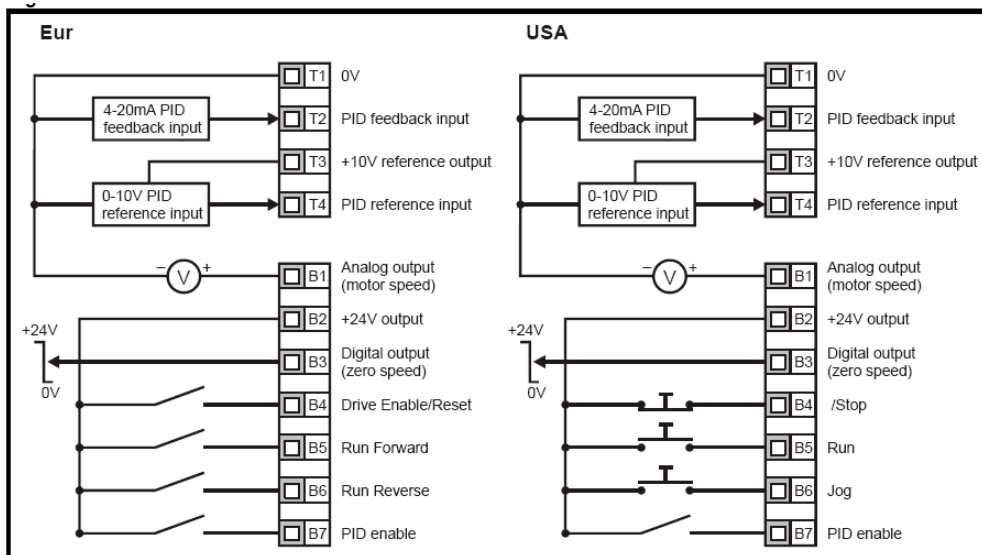 Eur
T1 0V
4-20mA PID
feedback input
T2 PID feedback input
T3 +10V reference output
0-10V PID
reference input
T4 PID reference input
− V +
B1 Analog output
(motor speed)
B2 +24V output
+24V
0V
B3 Digital output
(zero speed)
B4 Drive Enable/Reset
B5 Run Forward
B6 Run Reverse
B7 PID enable
USA
T1 0V
4-20mA PID
feedback input
T2 PID feedback input
T3 +10V reference output
0-10V PID
reference input
T4 PID reference input
− V +
B1 Analog output
(motor speed)
B2 +24V output
+24V
0V
B3 Digital output
(zero speed)
B4 /Stop
B5 Run
B6 Jog
B7 PID enable